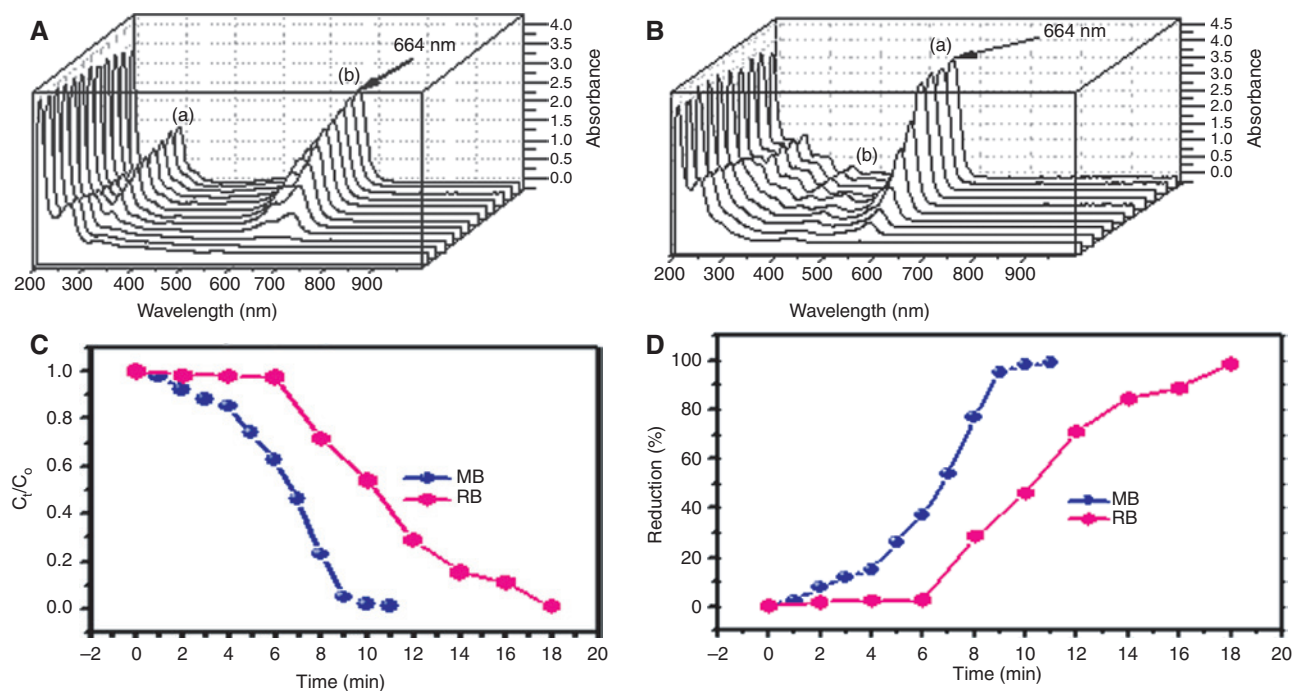 A
664 nm
(b)
(a)
4.0
3.5
3.0
2.5
2.0
1.5
1.0
0.5
0.0
Absorbance
200 300 400 500 600 700 800 900
Wavelength (nm)
B
664 nm
(a)
(b)
4.5
4.0
3.5
3.0
2.5
2.0
1.5
1.0
0.5
0.0
Absorbance
200 300 400 500 600 700 800 900
Wavelength (nm)
C
1.0
0.8
0.6
0.4
0.2
0.0
Ct/Co
MB
RB
–2 0 2 4 6 8 10 12 14 16 18 20
Time (min)
D
100
80
60
40
20
0
Reduction (%)
MB
RB
–2 0 2 4 6 8 10 12 14 16 18 20
Time (min)